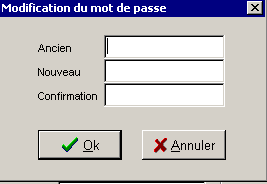 Modification du mot de passe
Ancien
Nouveau
Confirmation
Ok
Annuler